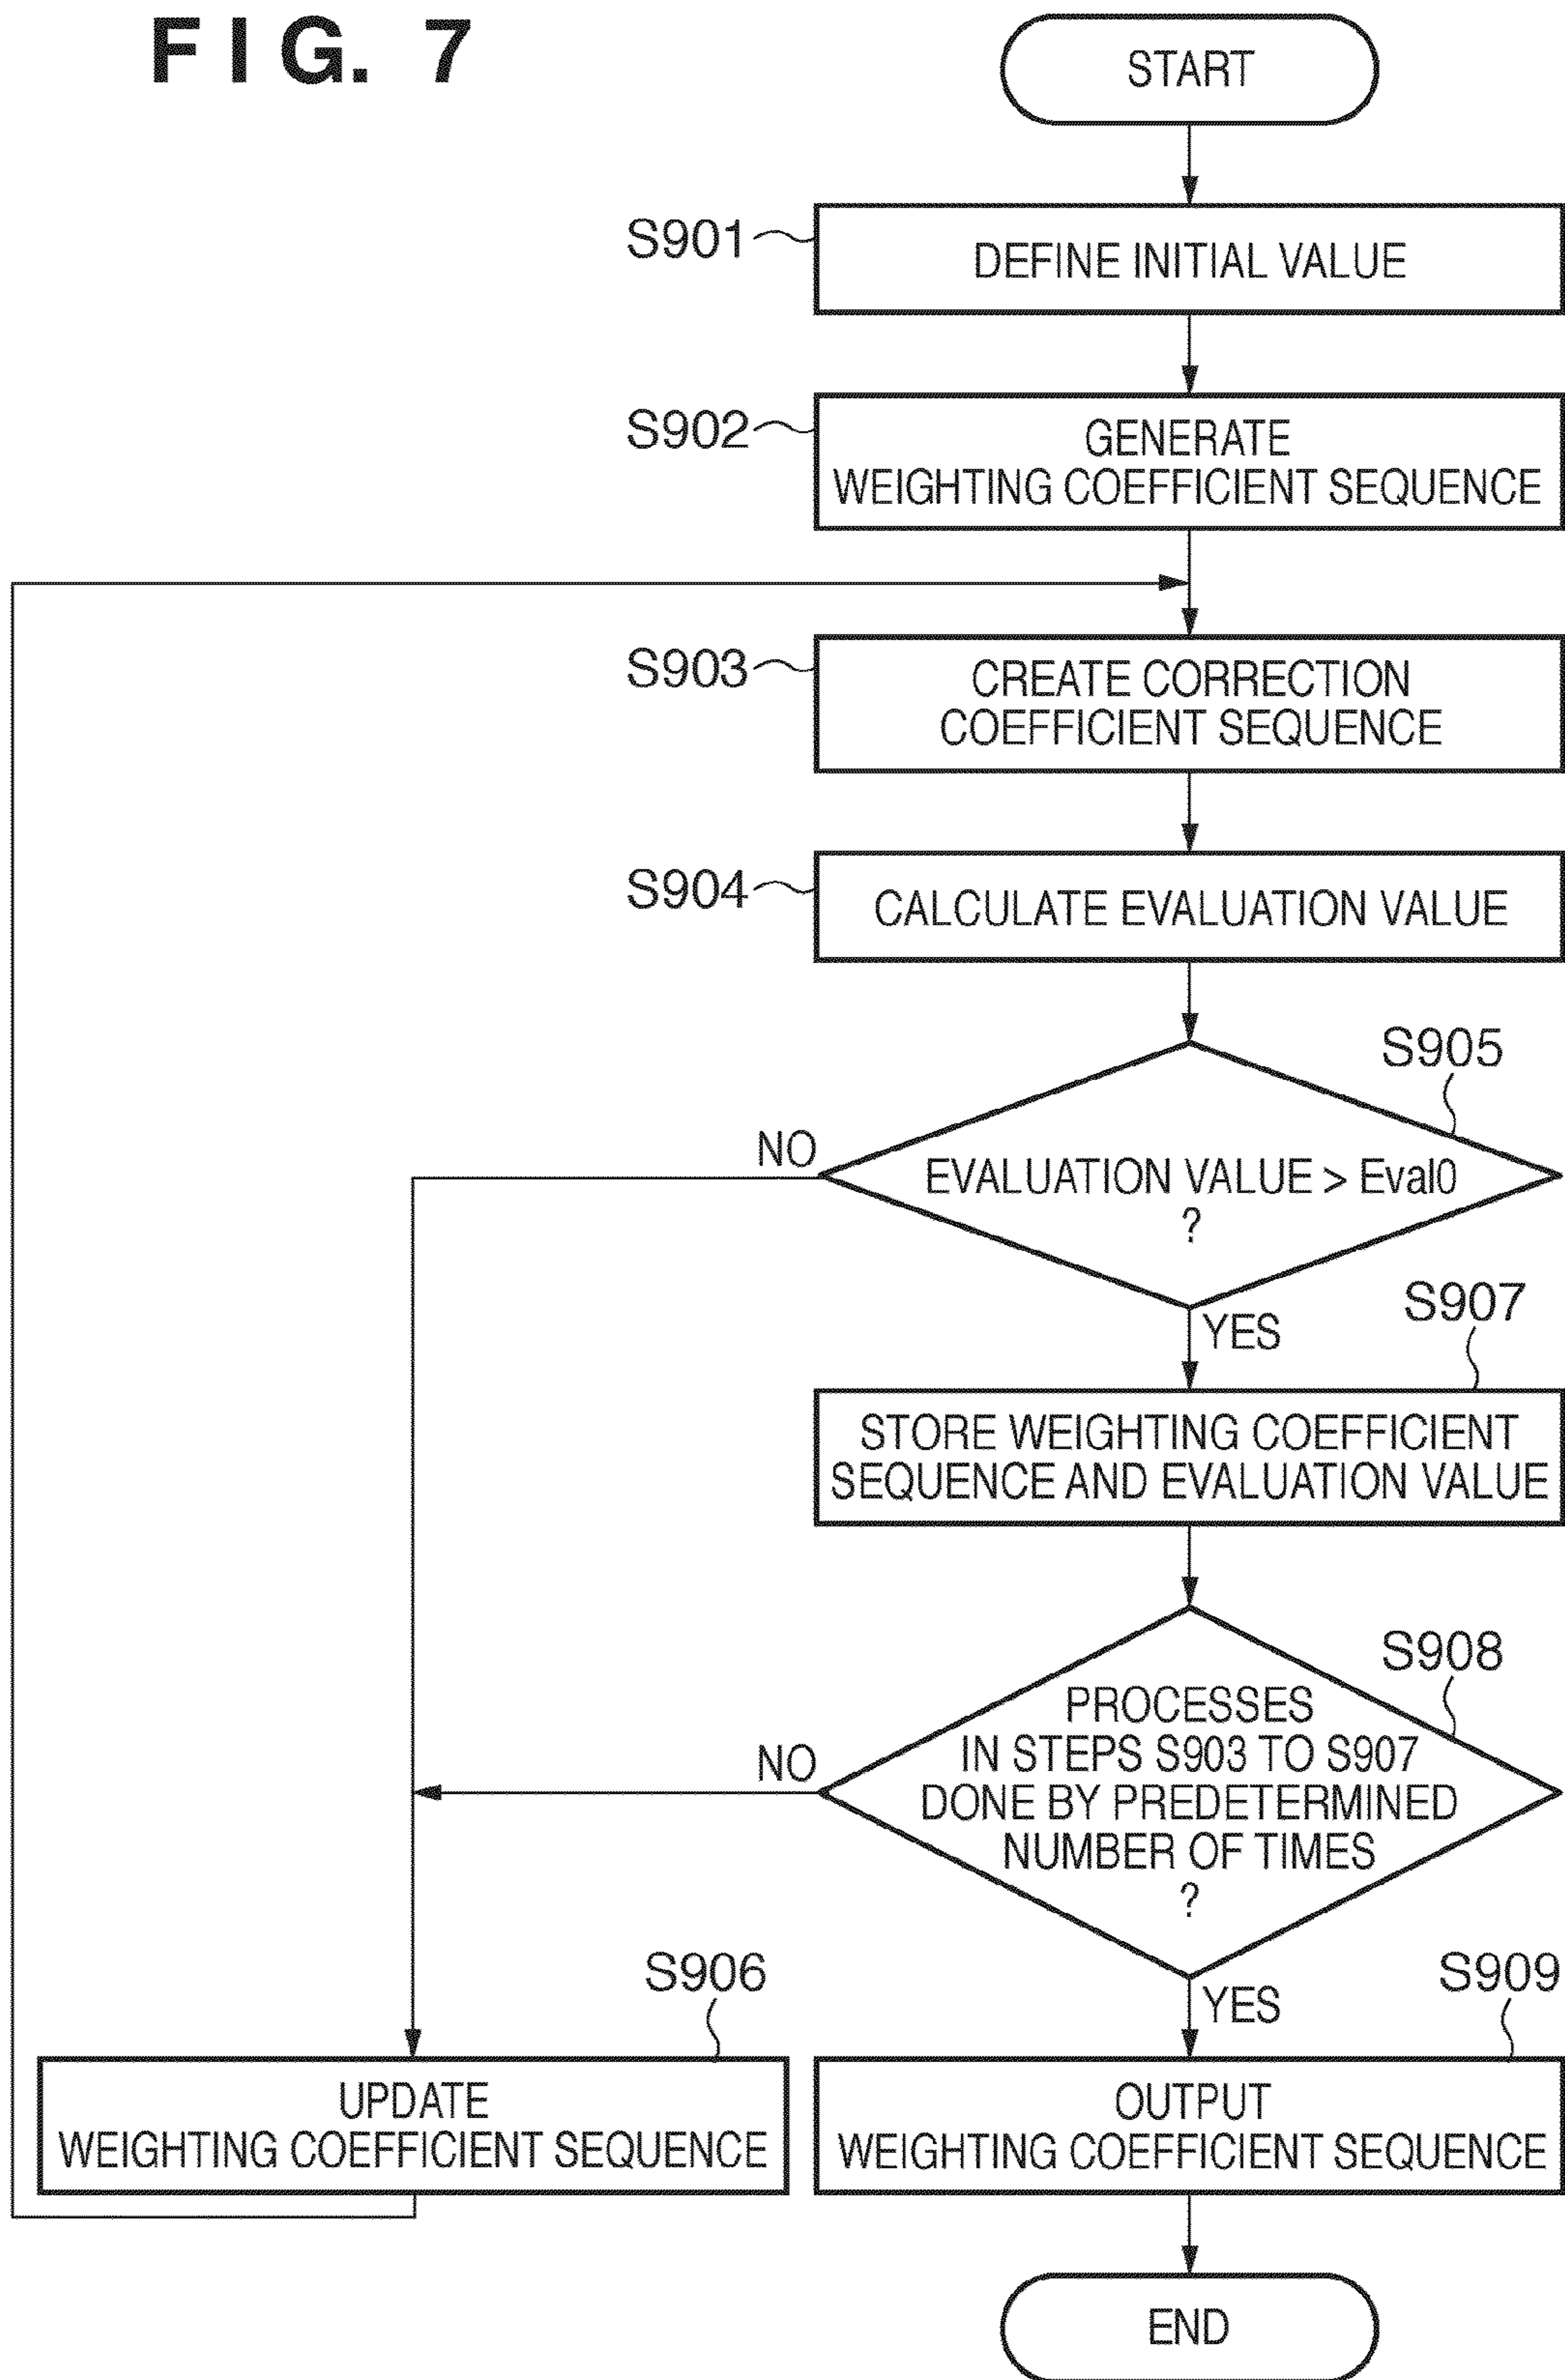 FIG. 7
START
S901
DEFINE INITIAL VALUE
S902
GENERATE
WEIGHTING COEFFICIENT SEQUENCE
S903
CREATE CORRECTION
COEFFICIENT SEQUENCE
S904
CALCULATE EVALUATION VALUE
S905
NO
EVALUATION VALUE > Eval0
?
YES
S907
STORE WEIGHTING COEFFICIENT
SEQUENCE AND EVALUATION VALUE
S908
NO
PROCESSES
IN STEPS S903 TO S907
DONE BY PREDETERMINED
NUMBER OF TIMES
?
YES
S906
UPDATE
WEIGHTING COEFFICIENT SEQUENCE
S909
OUTPUT
WEIGHTING COEFFICIENT SEQUENCE
END